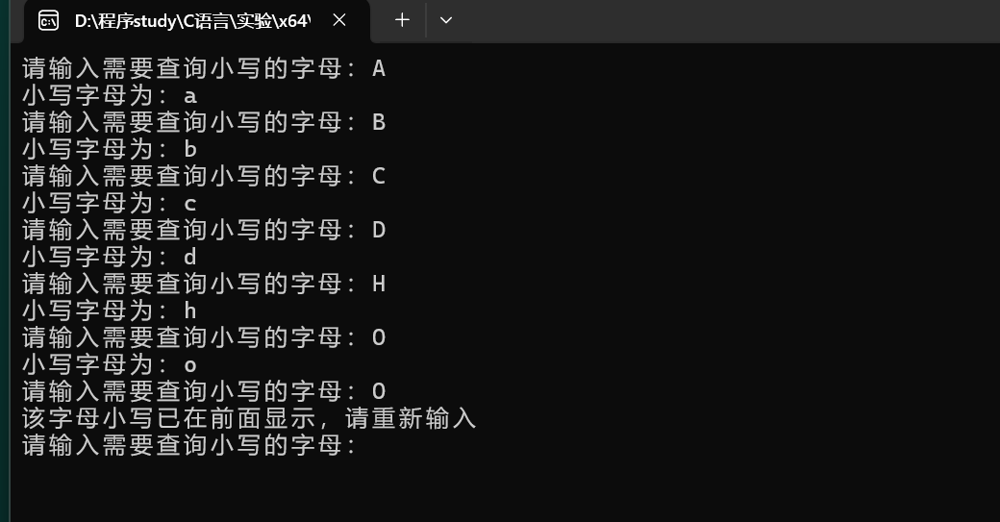 D:\程序study\C语言\实验\x64\
请输入需要查询小写的字母：A
小写字母为：a
请输入需要查询小写的字母：B
小写字母为：b
请输入需要查询小写的字母：C
小写字母为：c
请输入需要查询小写的字母：D
小写字母为：d
请输入需要查询小写的字母：H
小写字母为：h
请输入需要查询小写的字母：O
小写字母为：o
请输入需要查询小写的字母：O
该字母小写已在前面显示，请重新输入
请输入需要查询小写的字母：